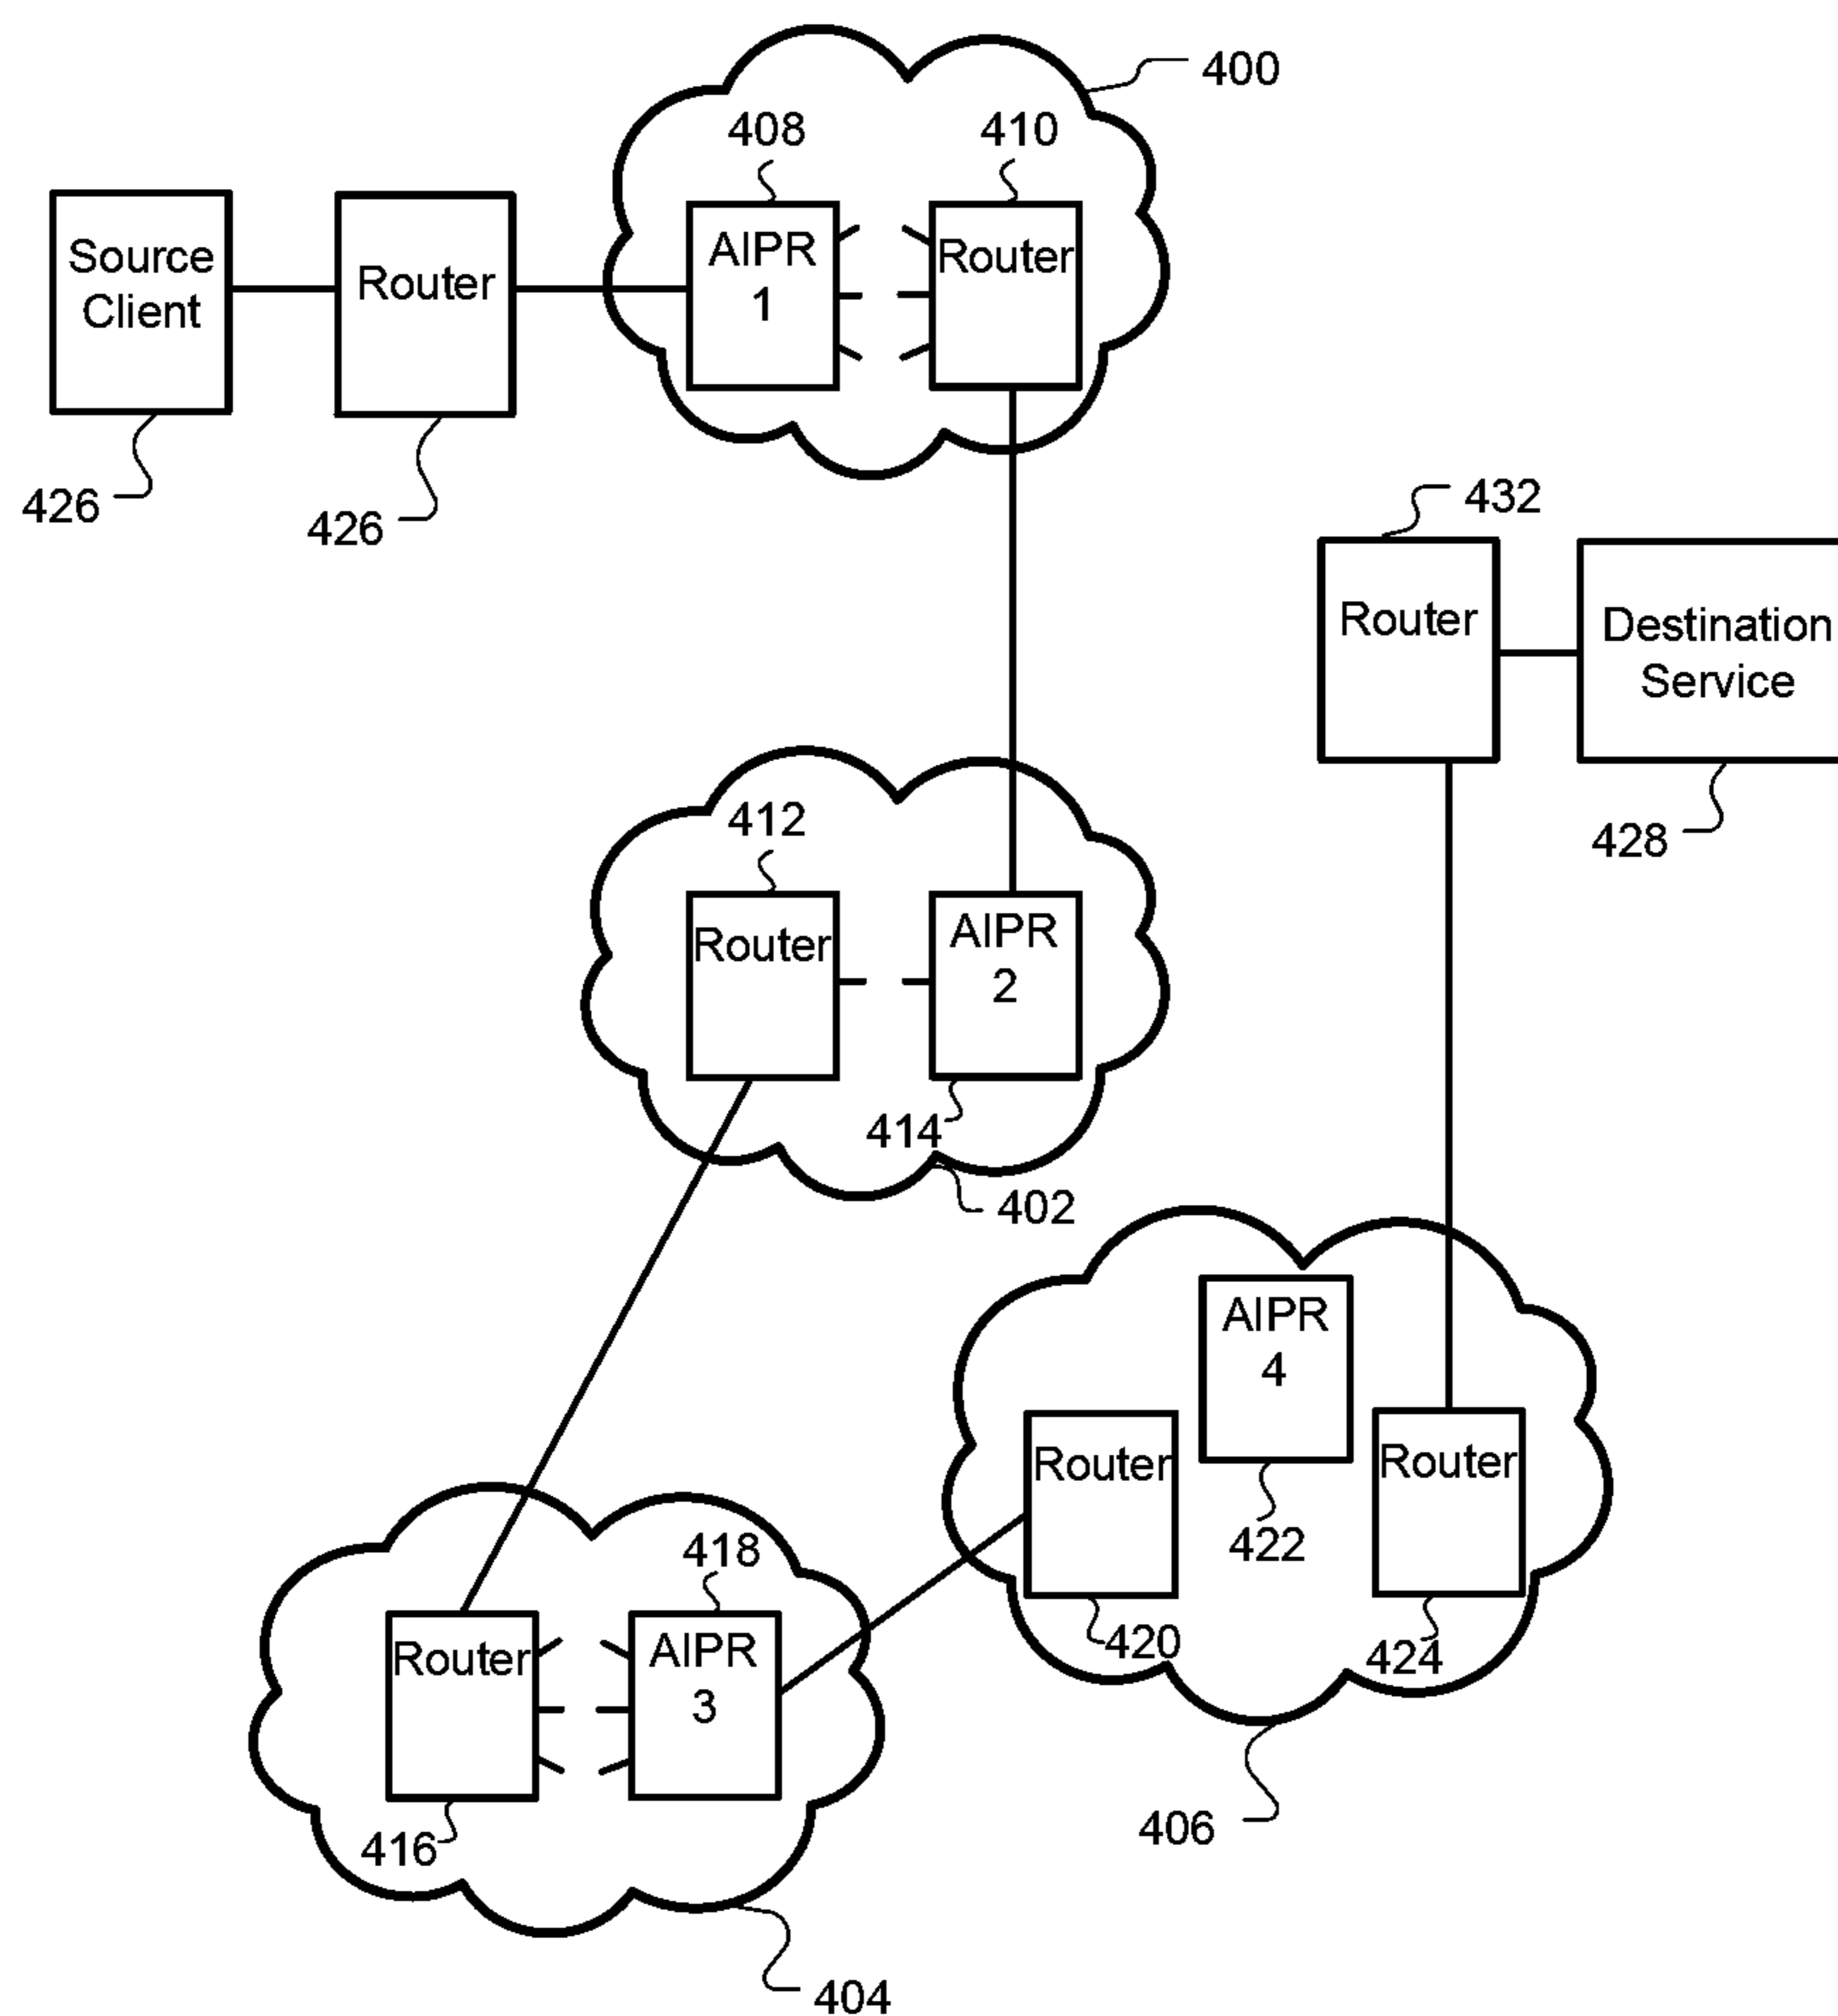 400
408
410
Source
Client
Router
AIPR
1
Router
426
426
432
Router
Destination
Service
428
412
Router
AIPR
2
414
402
AIPR
4
Router
Router
422
420
424
418
Router
AIPR
3
416
406
404